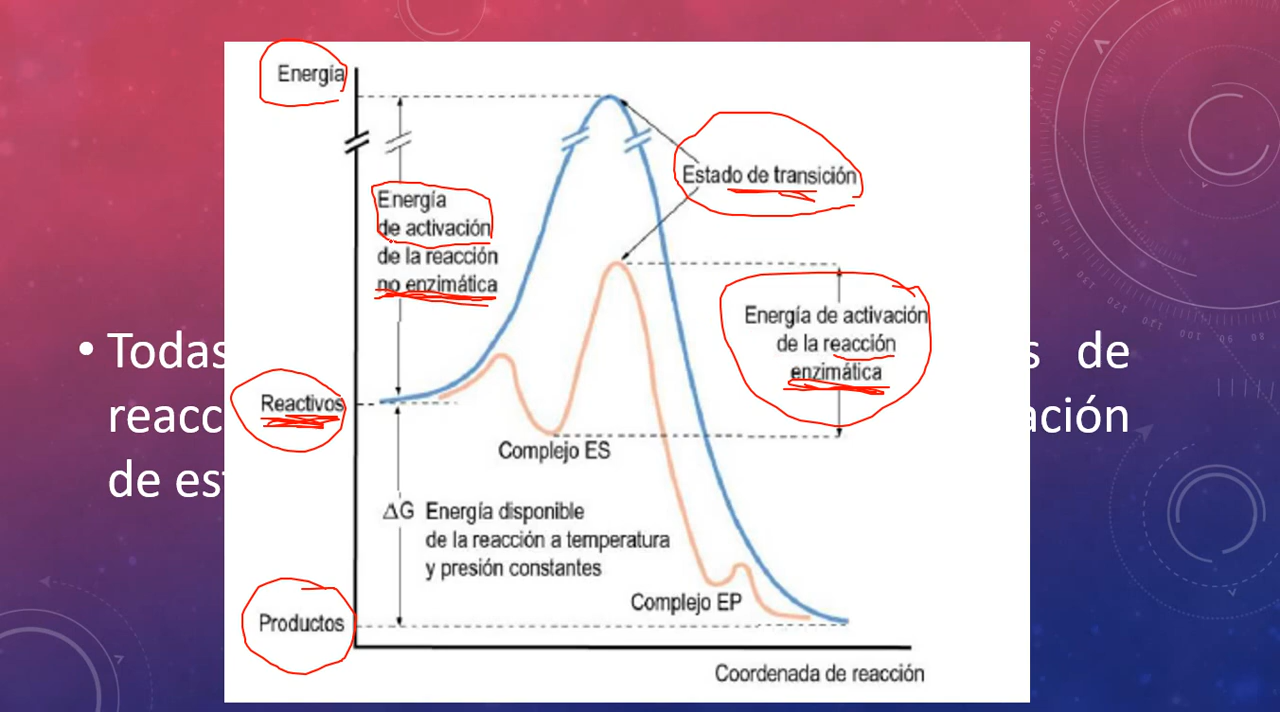 Energía
Estado de transición
Energía
de activación
de la reacción
no enzimática
Energía de activación
de la reacción
enzimática
• Todas
s de
reacc
ación
de es
Reactivos
Complejo ES
ΔG Energía disponible
de la reacción a temperatura
y presión constantes
Complejo EP
Productos
Coordenada de reacción